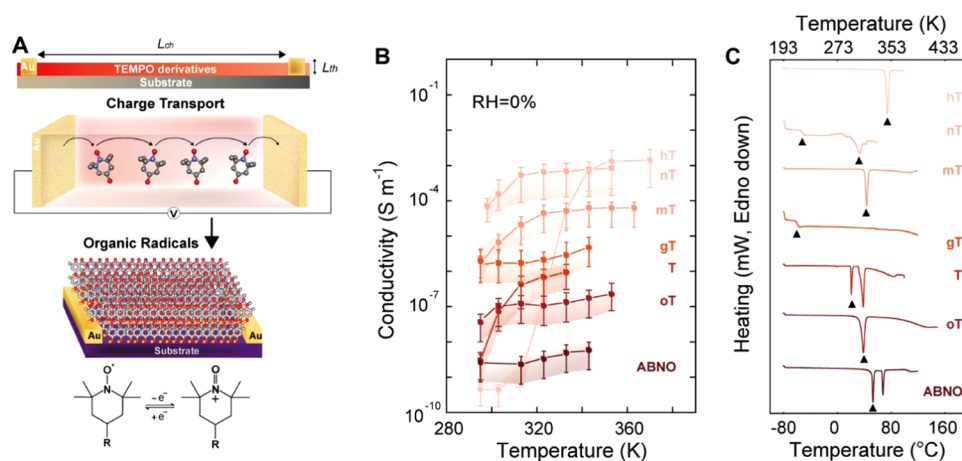 A
Lch
Au
TEMPO derivatives
Lth
Substrate
Charge Transport
Au
V
Organic Radicals
Au
Au
Substrate
O•
N
R
– e⁻
+ e⁻
O
N
+
R
B
RH=0%
Conductivity (S m⁻¹)
10⁻¹
10⁻⁴
10⁻⁷
10⁻¹⁰
hT
nT
mT
gT
T
oT
ABNO
280
320
360
400
Temperature (K)
C
Temperature (K)
193
273
353
433
Heating (mW, Edno down)
hT
nT
mT
gT
T
oT
ABNO
-80
0
80
160
Temperature (°C)